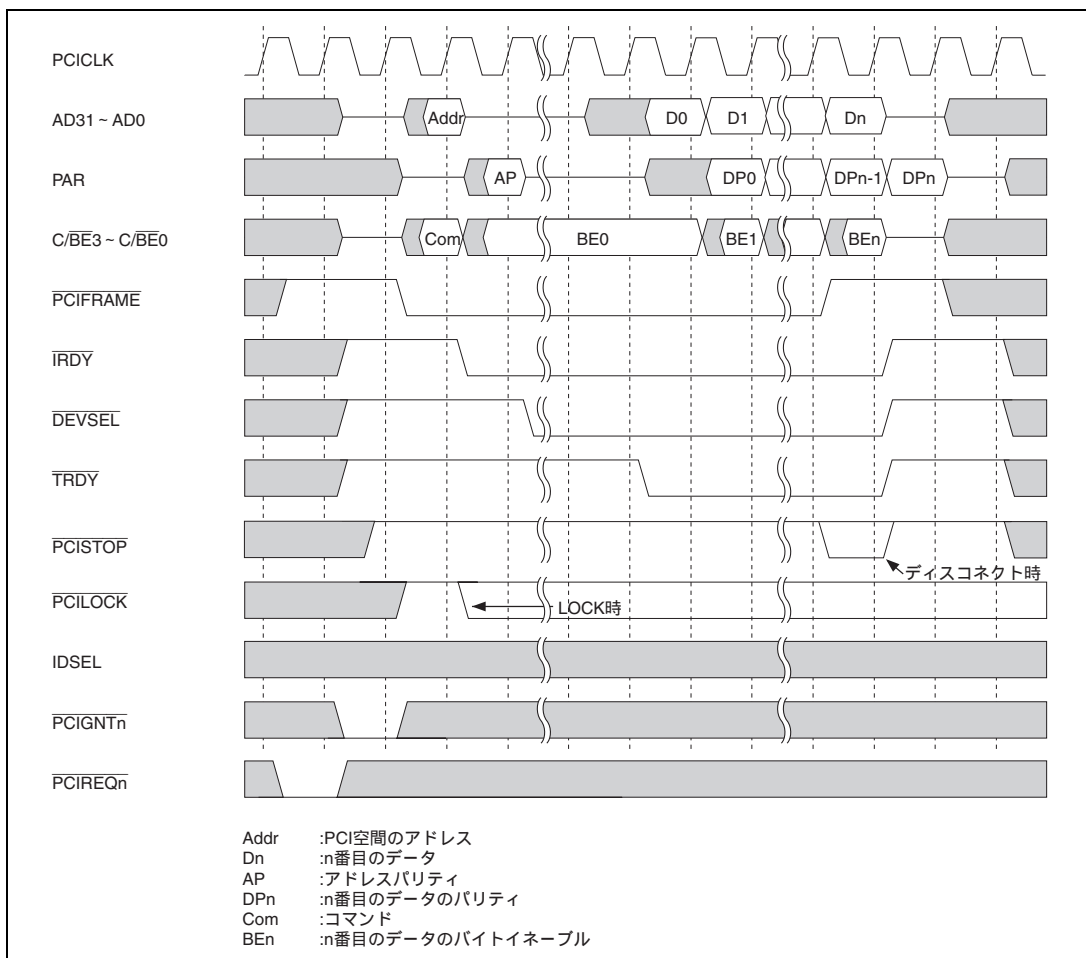 PCICLK
AD31 ~ AD0
Addr
D0
D1
Dn
PAR
AP
DP0
DPn-1
DPn
C/BE3 ~ C/BE0
Com
BE0
BE1
BEn
PCIFRAME
IRDY
DEVSEL
TRDY
PCISTOP
ディスコネクト時
PCILOCK
LOCK時
IDSEL
PCIGNTn
PCIREQn
Addr :PCI空間のアドレス
Dn :n番目のデータ
AP :アドレスパリティ
DPn :n番目のデータのパリティ
Com :コマンド
BEn :n番目のデータのバイトイネーブル